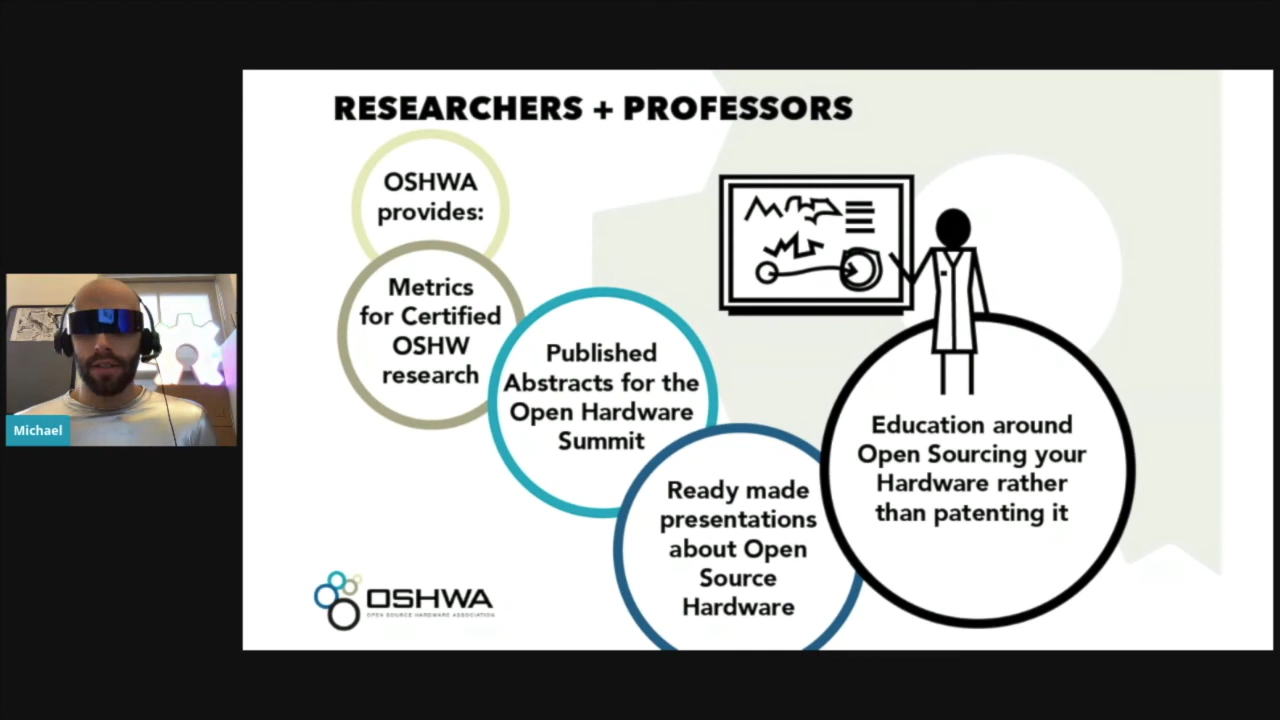 RESEARCHERS + PROFESSORS
OSHWA
provides:
Metrics
for Certified
OSHW
research
Published
Abstracts for the
Open Hardware
Summit
Ready made
presentations
about Open
Source
Hardware
Education around
Open Sourcing your
Hardware rather
than patenting it
Michael
OSHWA
OPEN SOURCE HARDWARE ASSOCIATION